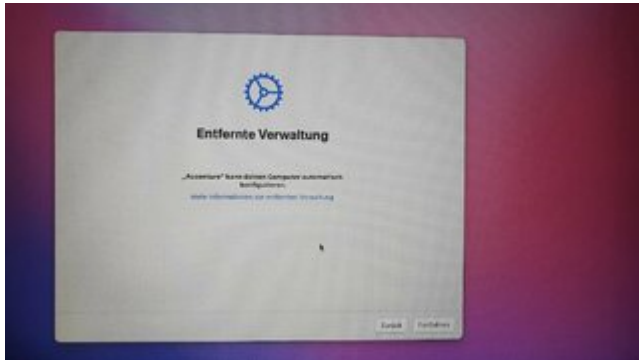 Entfernte Verwaltung
„Accenture“ kann deinen Computer automatisch
konfigurieren.
Mehr Informationen zur entfernten Verwaltung
Zurück
Fortfahren